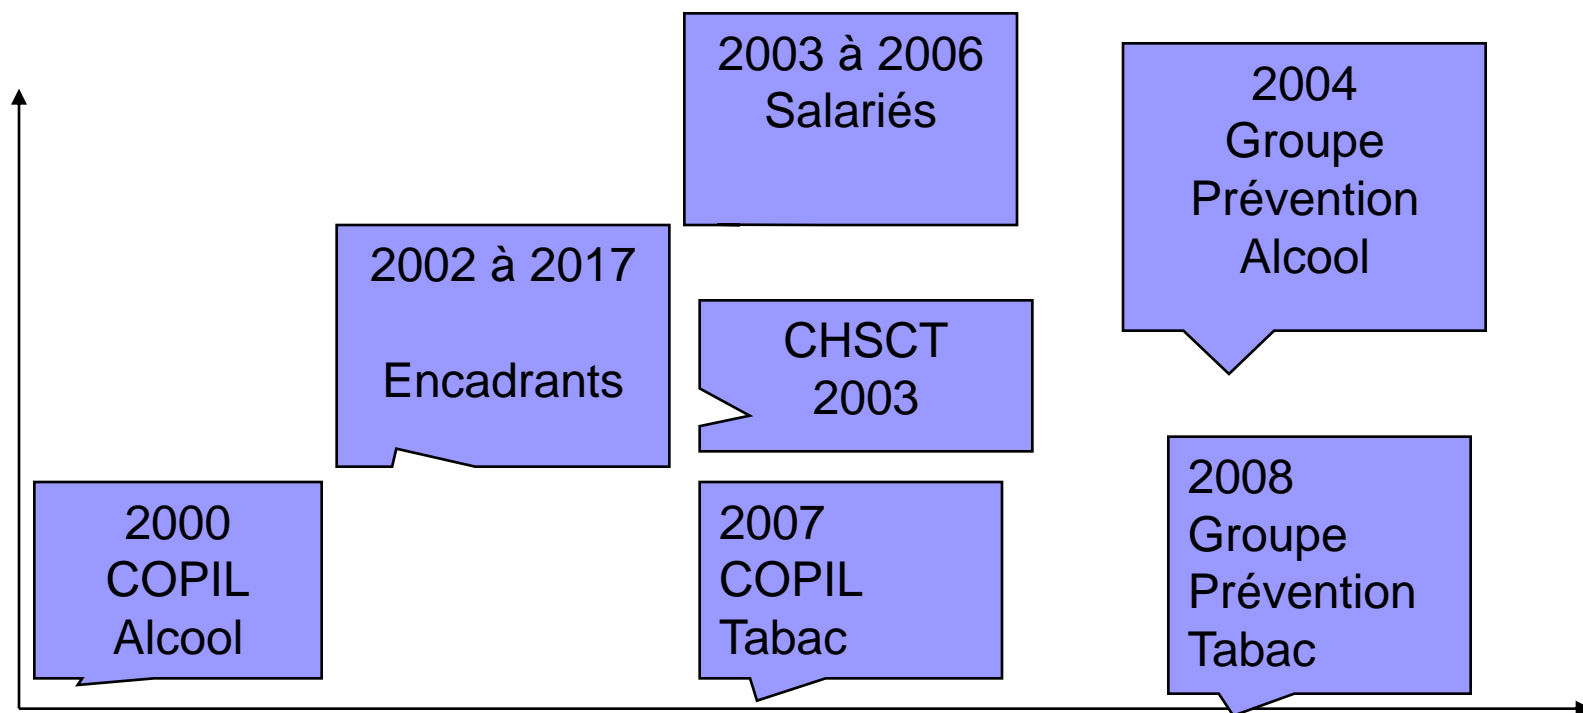 2003 à 2006
Salariés
2004
Groupe
Prévention
Alcool
2002 à 2017
Encadrants
CHSCT
2003
2000
COPIL
Alcool
2007
COPIL
Tabac
2008
Groupe
Prévention
Tabac